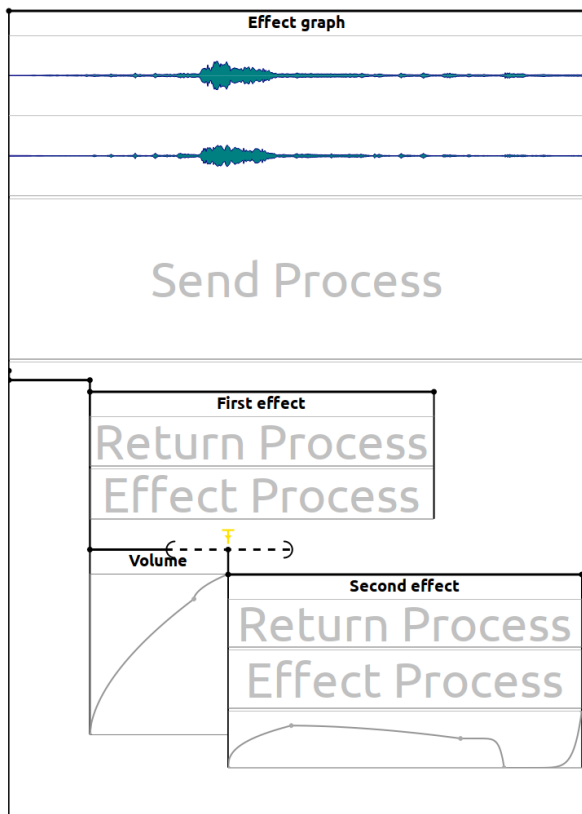 Effect graph
Send Process
First effect
Return Process
Effect Process
Volume
Second effect
Return Process
Effect Process